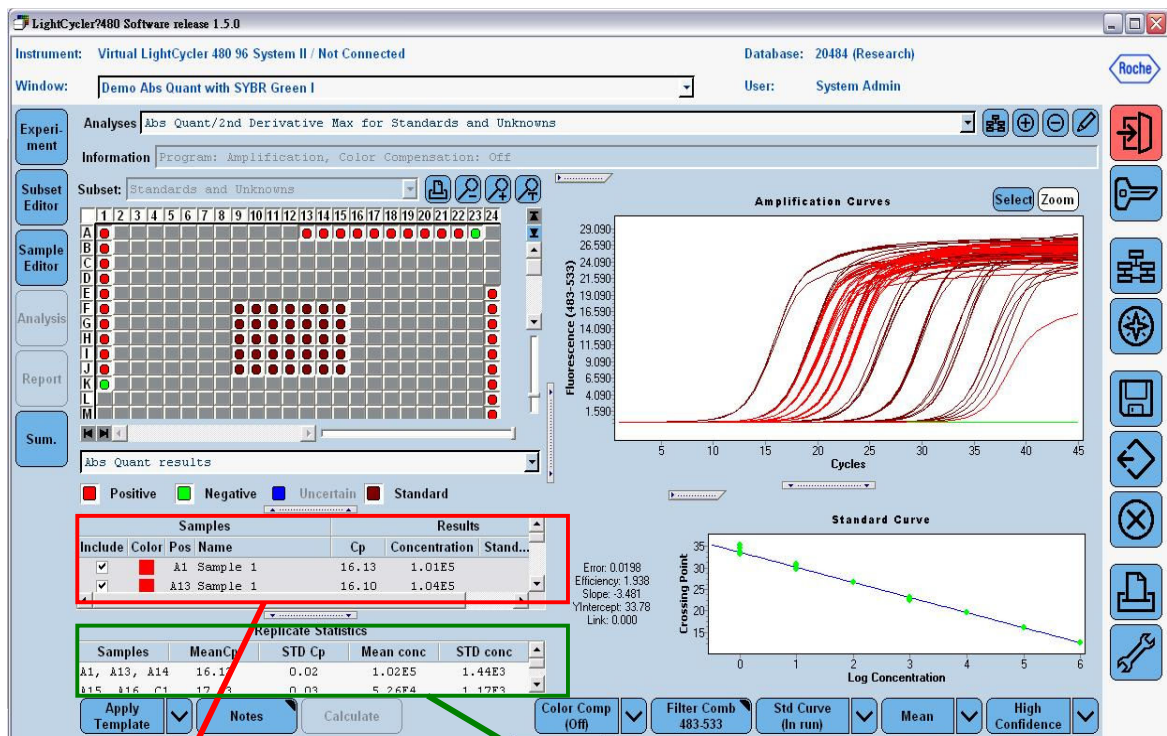 LightCycler?480 Software release 1.5.0
Instrument: Virtual LightCycler 480 96 System II / Not Connected Database: 20484 (Research)
Roche
Window: Demo Abs Quant with SYBR Green I User: System Admin
Experi-
ment
Analyses Abs Quant/2nd Derivative Max for Standards and Unknowns
Information Program: Amplification, Color Compensation: Off
Subset
Editor
Subset: Standards and Unknowns
1 2 3 4 5 6 7 8 9 10 11 12 13 14 15 16 17 18 19 20 21 22 23 24
A
B
C
D
E
F
G
H
I
J
K
L
M
Sample
Editor
Analysis
Report
Sum.
Abs Quant results
Positive Negative Uncertain Standard
Amplification Curves
Select Zoom
Fluorescence (483-533)
29.090
26.590
24.090
21.590
19.090
16.590
14.090
11.590
9.090
6.590
4.090
1.590
5 10 15 20 25 30 35 40 45
Cycles
Samples Results
Include Color Pos Name Cp Concentration Stand...
A1 Sample 1 16.13 1.01E5
A13 Sample 1 16.10 1.04E5
Error: 0.0198
Efficiency: 1.938
Slope: -3.481
YIntercept: 33.78
Link: 0.000
Standard Curve
Crossing Point
35
30
25
20
15
0 1 2 3 4 5 6
Log Concentration
Replicate Statistics
Samples MeanCp STD Cp Mean conc STD conc
A1, A13, A14 0.02 1.02E5 1.44E3
A15, A16, C1 0.03 5.26E4 1.17E3
Apply
Template
Notes
Calculate
Color Comp
(Off)
Filter Comb
483-533
Std Curve
(In run)
Mean
High
Confidence